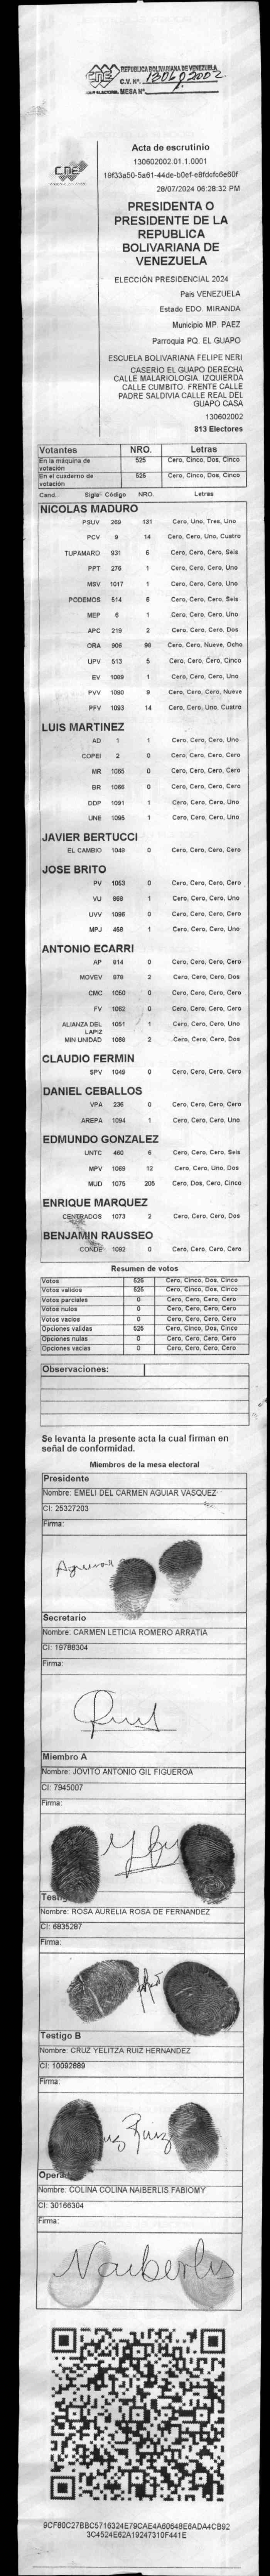 CNE
REPUBLICA BOLIVARIANA DE VENEZUELA
C.V. Nº. 130602002
MESA Nº. 1
CNE
Acta de escrutinio
130602002.01.1.0001
19f33a50-5a61-44de-b0ef-e8fdcfc6e60f
28/07/2024 06:28:32 PM
PRESIDENTA O
PRESIDENTE DE LA
REPUBLICA
BOLIVARIANA DE
VENEZUELA
ELECCIÓN PRESIDENCIAL 2024
Pais VENEZUELA
Estado EDO. MIRANDA
Municipio MP. PAEZ
Parroquia PQ. EL GUAPO
ESCUELA BOLIVARIANA FELIPE NERI
CASERIO EL GUAPO DERECHA
CALLE MALARIOLOGIA. IZQUIERDA
CALLE CUMBITO. FRENTE CALLE
PADRE SALDIVIA CALLE REAL DEL
GUAPO CASA
130602002
813 Electores
Votantes NRO. Letras
En la máquina de votación 525 Cero, Cinco, Dos, Cinco
En el cuaderno de votación 525 Cero, Cinco, Dos, Cinco
Cand. Sigla Código NRO. Letras
NICOLAS MADURO
PSUV 269 131 Cero, Uno, Tres, Uno
PCV 9 14 Cero, Cero, Uno, Cuatro
TUPAMARO 931 6 Cero, Cero, Cero, Seis
PPT 276 1 Cero, Cero, Cero, Uno
MSV 1017 1 Cero, Cero, Cero, Uno
PODEMOS 514 6 Cero, Cero, Cero, Seis
MEP 6 1 Cero, Cero, Cero, Uno
APC 219 2 Cero, Cero, Cero, Dos
ORA 906 98 Cero, Cero, Nueve, Ocho
UPV 513 5 Cero, Cero, Cero, Cinco
EV 1099 1 Cero, Cero, Cero, Uno
PVV 1090 9 Cero, Cero, Cero, Nueve
PFV 1093 14 Cero, Cero, Uno, Cuatro
LUIS MARTINEZ
AD 1 1 Cero, Cero, Cero, Uno
COPEI 2 0 Cero, Cero, Cero, Cero
MR 1065 0 Cero, Cero, Cero, Cero
BR 1066 0 Cero, Cero, Cero, Cero
DDP 1091 1 Cero, Cero, Cero, Uno
UNE 1095 1 Cero, Cero, Cero, Uno
JAVIER BERTUCCI
EL CAMBIO 1048 0 Cero, Cero, Cero, Cero
JOSE BRITO
PV 1053 0 Cero, Cero, Cero, Cero
VU 968 1 Cero, Cero, Cero, Uno
UVV 1096 0 Cero, Cero, Cero, Cero
MPJ 458 1 Cero, Cero, Cero, Uno
ANTONIO ECARRI
AP 914 0 Cero, Cero, Cero, Cero
MOVEV 879 2 Cero, Cero, Cero, Dos
CMC 1050 0 Cero, Cero, Cero, Cero
FV 1062 0 Cero, Cero, Cero, Cero
ALIANZA DEL LAPIZ 1051 1 Cero, Cero, Cero, Uno
MIN UNIDAD 1068 2 Cero, Cero, Cero, Dos
CLAUDIO FERMIN
SPV 1049 0 Cero, Cero, Cero, Cero
DANIEL CEBALLOS
VPA 236 0 Cero, Cero, Cero, Cero
AREPA 1094 1 Cero, Cero, Cero, Uno
EDMUNDO GONZALEZ
UNTC 460 6 Cero, Cero, Cero, Seis
MPV 1069 12 Cero, Cero, Uno, Dos
MUD 1075 205 Cero, Dos, Cero, Cinco
ENRIQUE MARQUEZ
CENTRADOS 1073 2 Cero, Cero, Cero, Dos
BENJAMIN RAUSSEO
CONDE 1092 0 Cero, Cero, Cero, Cero
Resumen de votos
Votos 525 Cero, Cinco, Dos, Cinco
Votos validos 525 Cero, Cinco, Dos, Cinco
Votos parciales 0 Cero, Cero, Cero, Cero
Votos nulos 0 Cero, Cero, Cero, Cero
Votos vacios 0 Cero, Cero, Cero, Cero
Opciones validas 525 Cero, Cinco, Dos, Cinco
Opciones nulas 0 Cero, Cero, Cero, Cero
Opciones vacias 0 Cero, Cero, Cero, Cero
Observaciones:
Se levanta la presente acta la cual firman en
señal de conformidad.
Miembros de la mesa electoral
Presidente
Nombre: EMELI DEL CARMEN AGUIAR VASQUEZ
CI: 25327203
Firma:
Secretario
Nombre: CARMEN LETICIA ROMERO ARRATIA
CI: 19788304
Firma:
Miembro A
Nombre: JOVITO ANTONIO GIL FIGUEROA
CI: 7945007
Firma:
Nombre: ROSA AURELIA ROSA DE FERNANDEZ
CI: 6835287
Firma:
Testigo B
Nombre: CRUZ YELITZA RUIZ HERNANDEZ
CI: 10092889
Firma:
Ruiz
Nombre: COLINA COLINA NAIBERLIS FABIOMY
CI: 30166304
Firma:
Naiberlis
9CF80C27BBC5716324E79CAE4A60648E6ADA4CB92
3C4524E62A19247310F441E